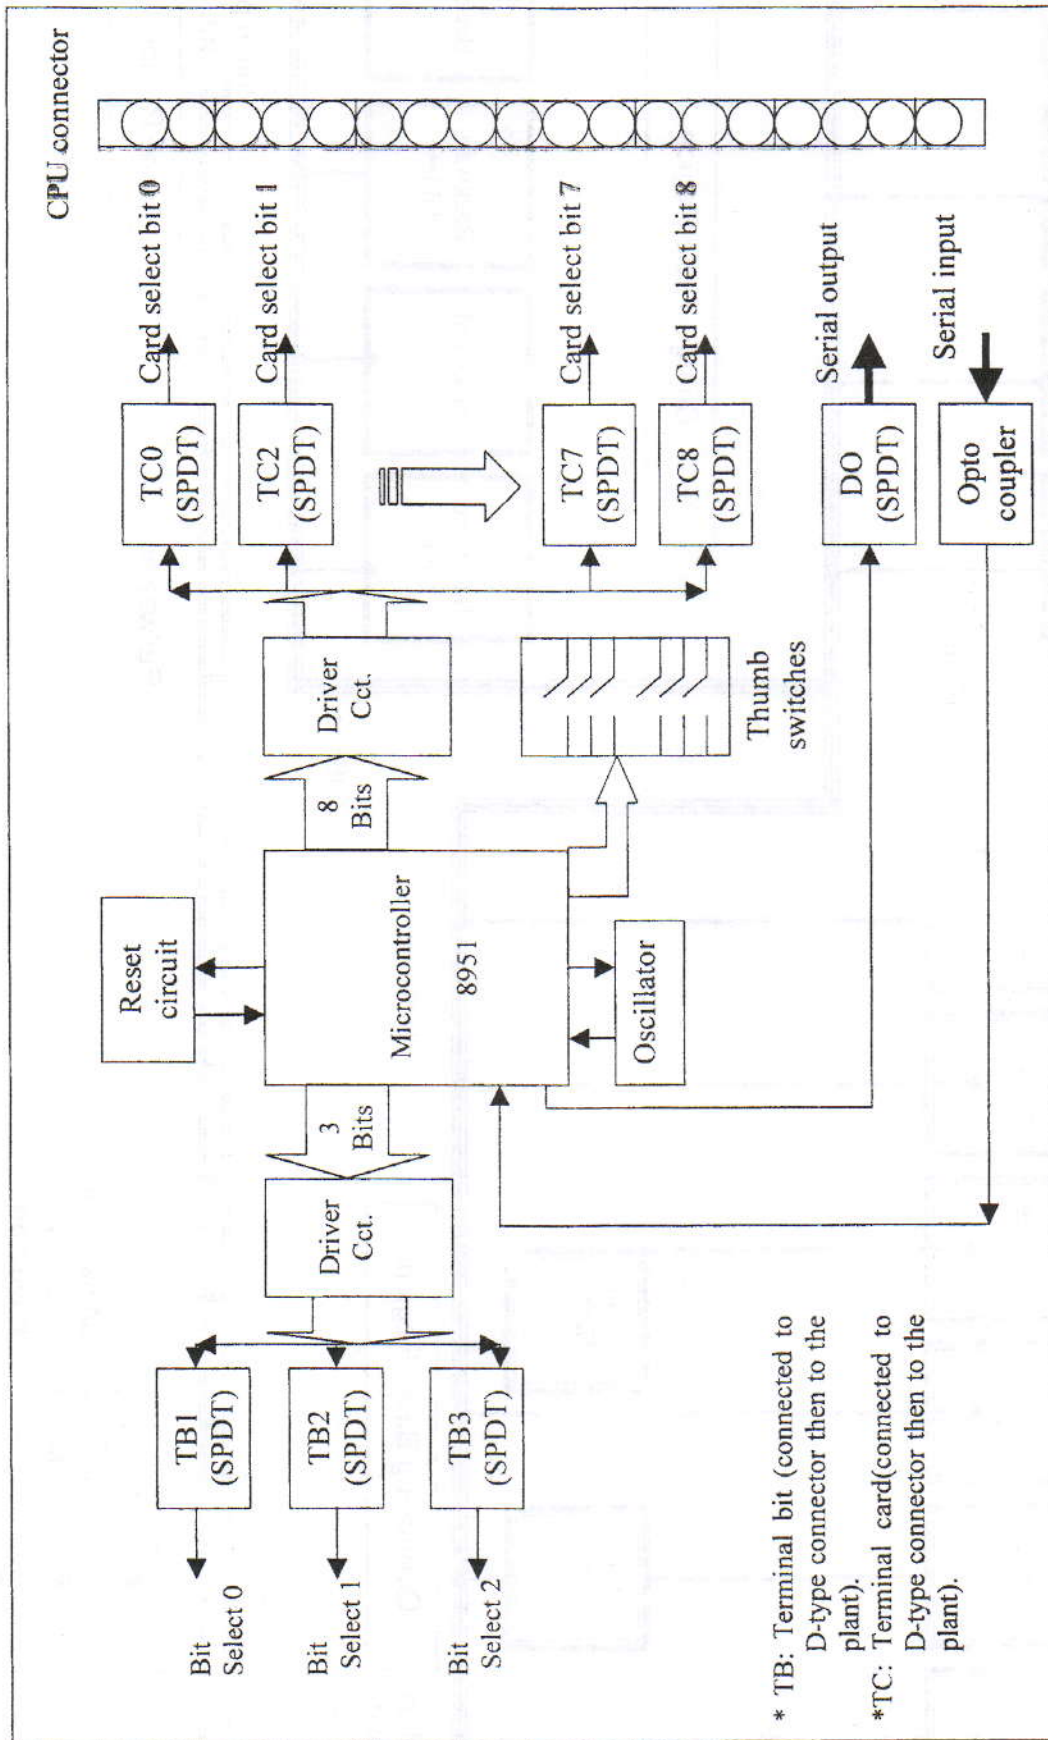 CPU connector
Card select bit 0
Card select bit 1
Card select bit 7
Card select bit 8
Serial output
Serial input
TC0
(SPDT)
TC2
(SPDT)
TC7
(SPDT)
TC8
(SPDT)
DO
(SPDT)
Opto
coupler
Driver
Cct.
Thumb
switches
8
Bits
Reset
circuit
Microcontroller
8951
Oscillator
3
Bits
Driver
Cct.
TB1
(SPDT)
TB2
(SPDT)
TB3
(SPDT)
Bit
Select 0
Bit
Select 1
Bit
Select 2
* TB: Terminal bit (connected to
D-type connector then to the
plant).
*TC: Terminal card(connected to
D-type connector then to the
plant).